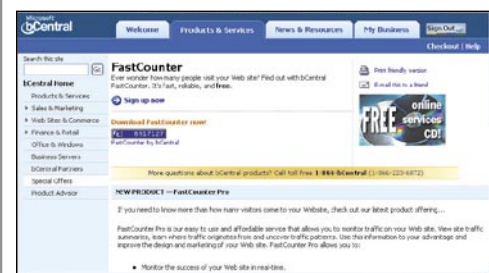 Microsoft
bCentral
Welcome
Products & Services
News & Resources
My Business
Sign Out
Checkout | Help
Search this site
Go
bCentral Home
Products & Services
Sales & Marketing
Web Sites & Commerce
Finance & Retail
Office & Windows
Business Servers
bCentral Partners
Special Offers
Product Advisor
FastCounter
Ever wonder how many people visit your Web site? Find out with bCentral
FastCounter. It's fast, reliable, and free.
Sign up now
Download FastCounter now!
FastCounter by bCentral
Print friendly version
E-mail this to a friend
FREE online
services
CD!
More questions about bCentral products? Call toll free 1-866-bCentral (1-866-223-6872)
NEW PRODUCT — FastCounter Pro
If you need to know more than how many visitors come to your Website, check out our latest product offering...
FastCounter Pro is our easy to use and affordable service that allows you to monitor traffic on your Web site. View site traffic
summaries, learn where traffic originates from and uncover traffic patterns. Use this information to your advantage and
improve the design and marketing of your Web site. FastCounter Pro allows you to:
• Monitor the success of your Web site in real-time.